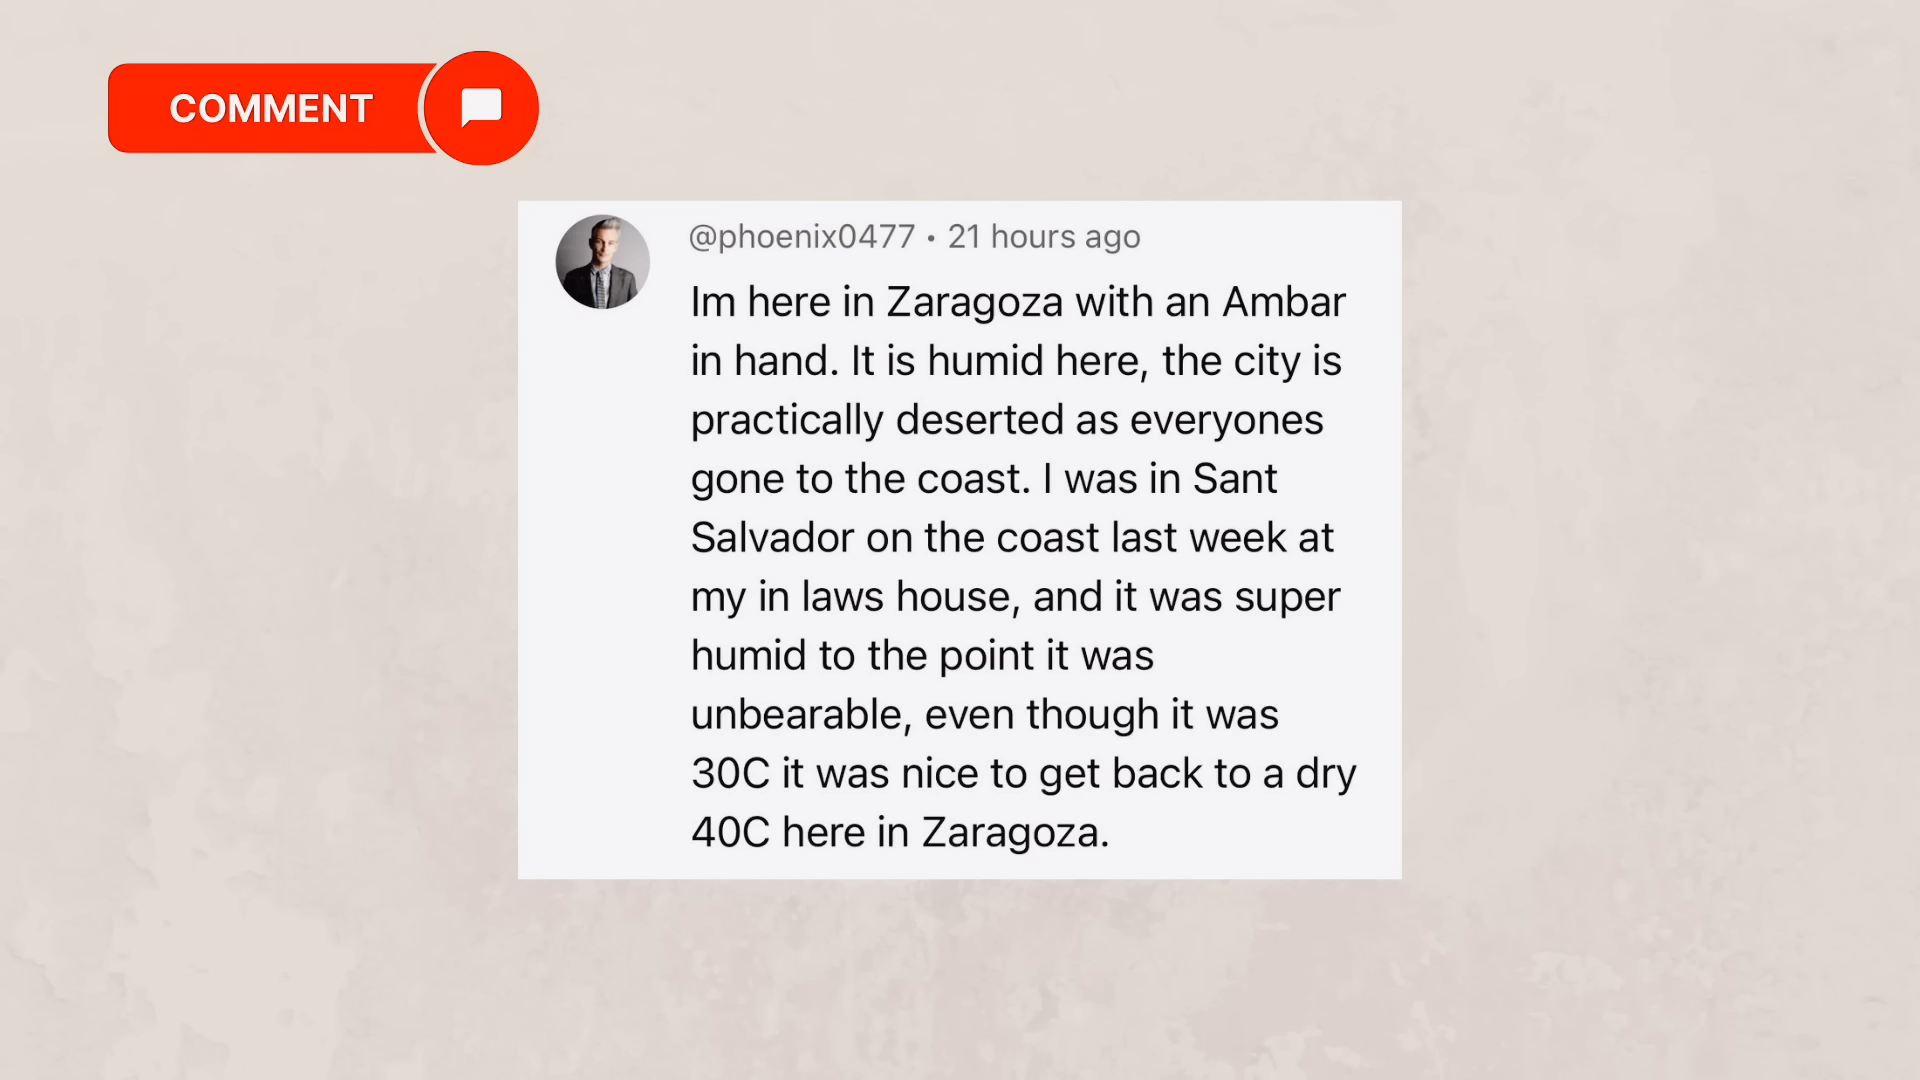 COMMENT
@phoenix0477 • 21 hours ago
Im here in Zaragoza with an Ambar
in hand. It is humid here, the city is
practically deserted as everyones
gone to the coast. I was in Sant
Salvador on the coast last week at
my in laws house, and it was super
humid to the point it was
unbearable, even though it was
30C it was nice to get back to a dry
40C here in Zaragoza.